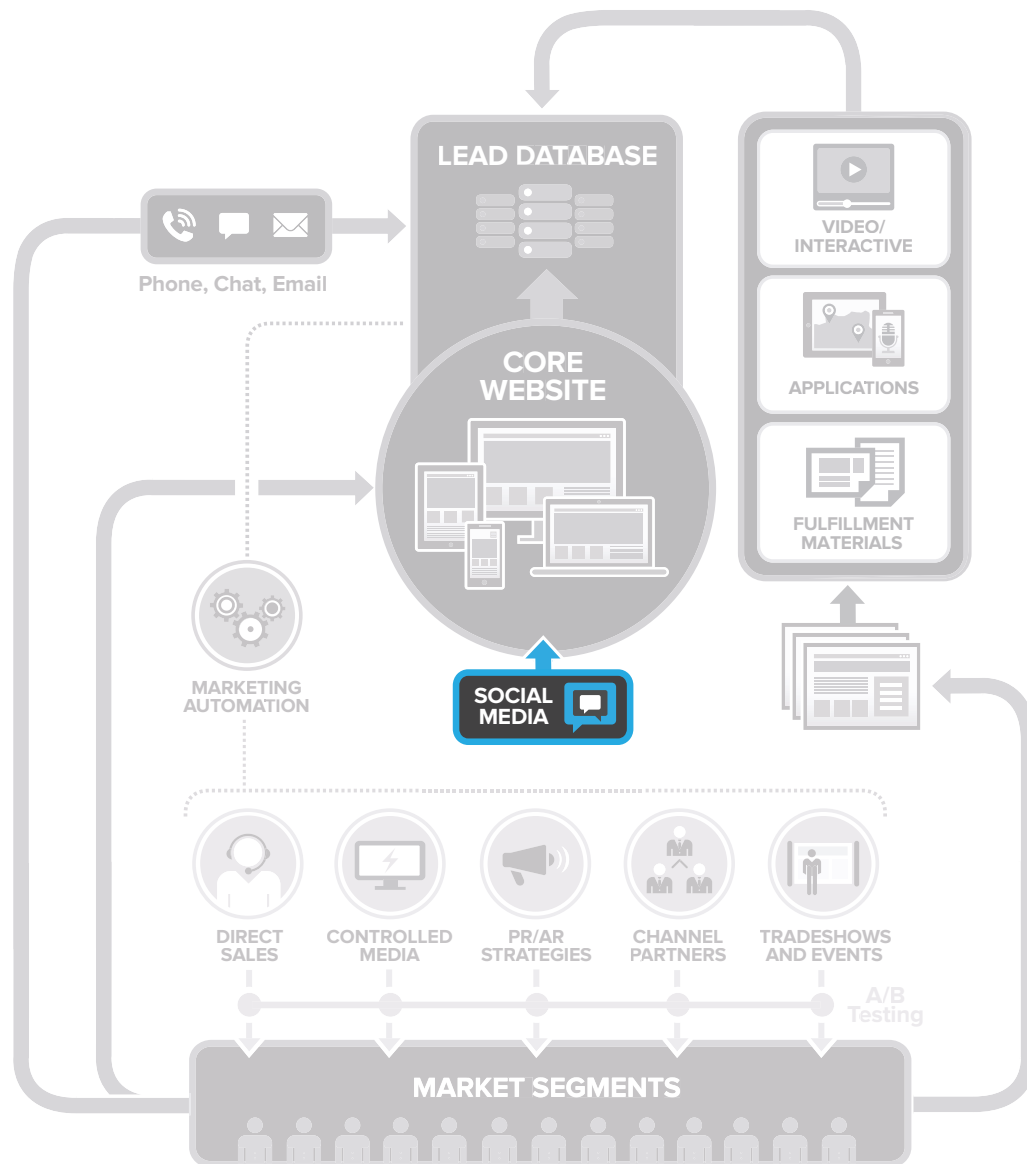 LEAD DATABASE
VIDEO/
INTERACTIVE
Phone, Chat, Email
CORE
WEBSITE
APPLICATIONS
FULFILLMENT
MATERIALS
MARKETING
AUTOMATION
SOCIAL
MEDIA
DIRECT
SALES
CONTROLLED
MEDIA
PR/AR
STRATEGIES
CHANNEL
PARTNERS
TRADESHOWS
AND EVENTS
A/B
Testing
MARKET SEGMENTS